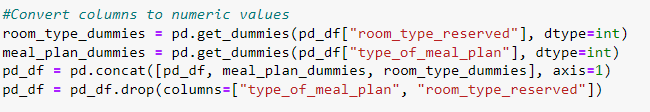 #Convert columns to numeric values
room_type_dummies = pd.get_dummies(pd_df["room_type_reserved"], dtype=int)
meal_plan_dummies = pd.get_dummies(pd_df["type_of_meal_plan"], dtype=int)
pd_df = pd.concat([pd_df, meal_plan_dummies, room_type_dummies], axis=1)
pd_df = pd_df.drop(columns=["type_of_meal_plan", "room_type_reserved"])